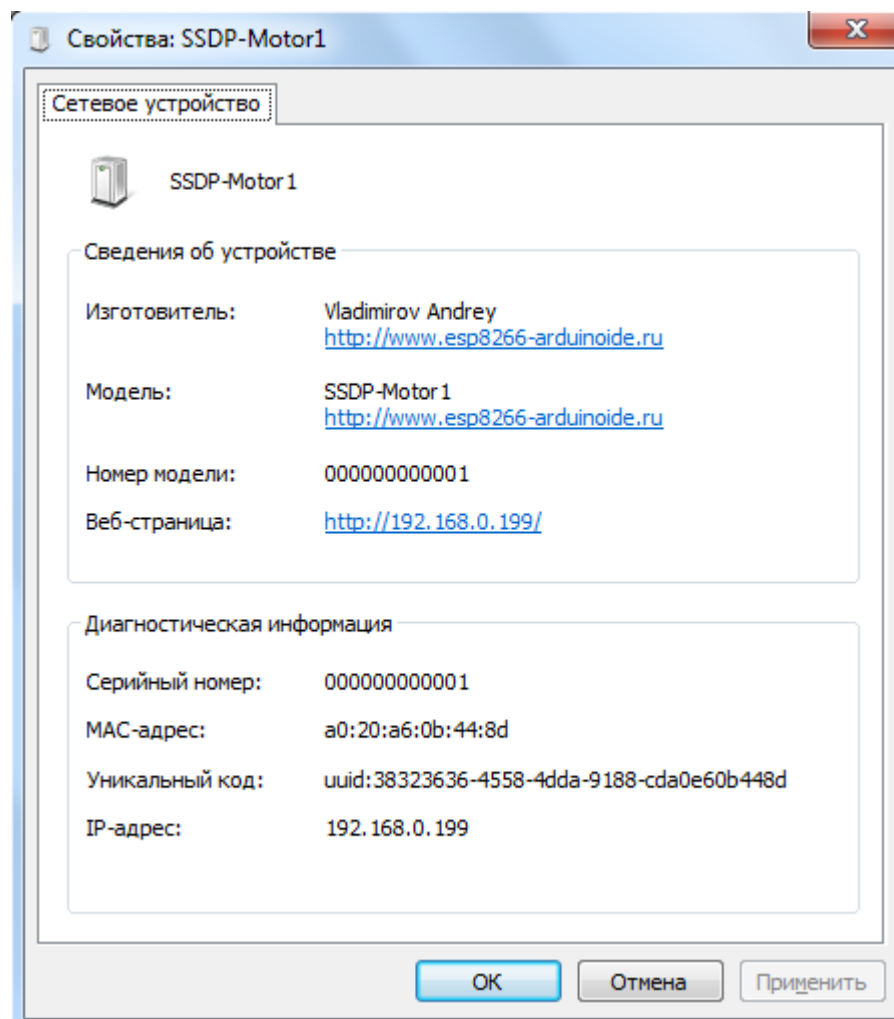 Свойства: SSDP-Motor1
Сетевое устройство
SSDP-Motor1
Сведения об устройстве
Изготовитель: Vladimirov Andrey
http://www.esp8266-arduinoide.ru
Модель: SSDP-Motor1
http://www.esp8266-arduinoide.ru
Номер модели: 000000000001
Веб-страница: http://192.168.0.199/
Диагностическая информация
Серийный номер: 000000000001
MAC-адрес: a0:20:a6:0b:44:8d
Уникальный код: uuid:38323636-4558-4dda-9188-cda0e60b448d
IP-адрес: 192.168.0.199
ОК Отмена Применить